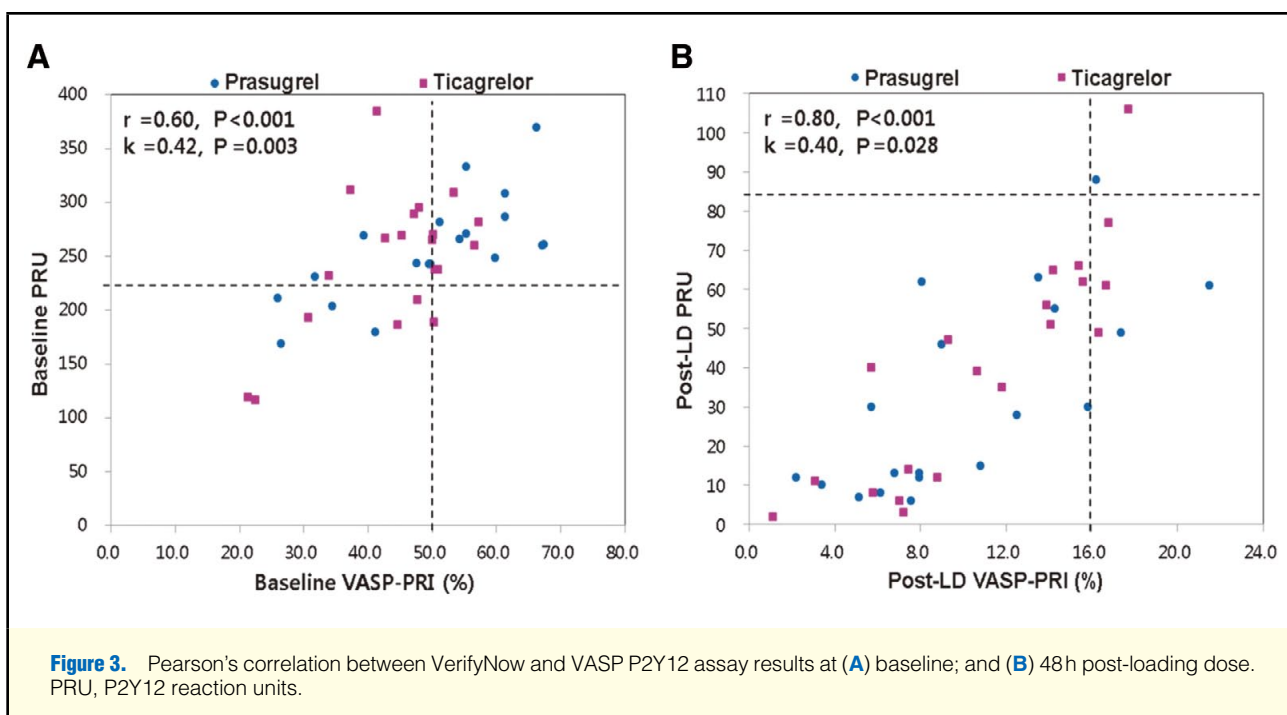 A
Prasugrel Ticagrelor
r =0.60, P<0.001
k =0.42, P =0.003
400
350
300
250
200
150
100
50
0
Baseline PRU
0.0 10.0 20.0 30.0 40.0 50.0 60.0 70.0 80.0
Baseline VASP-PRI (%)
B
Prasugrel Ticagrelor
r =0.80, P<0.001
k =0.40, P=0.028
110
100
90
80
70
60
50
40
30
20
10
0
Post-LD PRU
0.0 4.0 8.0 12.0 16.0 20.0 24.0
Post-LD VASP-PRI (%)
Figure 3. Pearson's correlation between VerifyNow and VASP P2Y12 assay results at (A) baseline; and (B) 48 h post-loading dose.
PRU, P2Y12 reaction units.